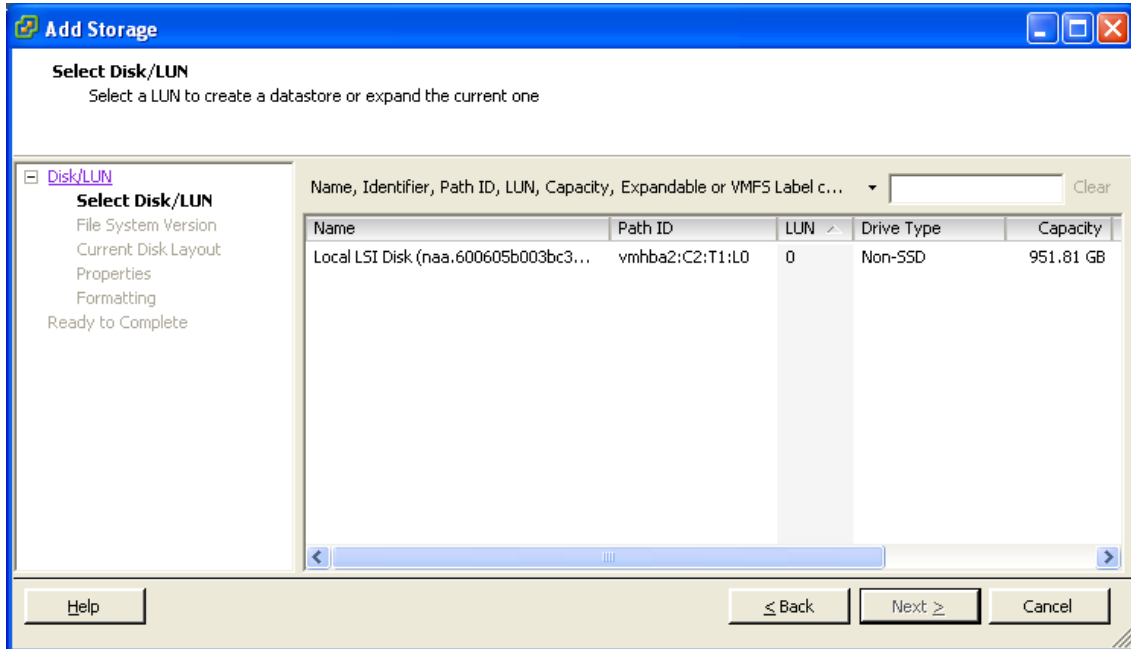 Add Storage
Select Disk/LUN
Select a LUN to create a datastore or expand the current one
Disk/LUN
Select Disk/LUN
File System Version
Current Disk Layout
Properties
Formatting
Ready to Complete
Name, Identifier, Path ID, LUN, Capacity, Expandable or VMFS Label c... Clear
Name Path ID LUN Drive Type Capacity
Local LSI Disk (naa.600605b003bc3... vmhba2:C2:T1:L0 0 Non-SSD 951.81 GB
Help < Back Next > Cancel